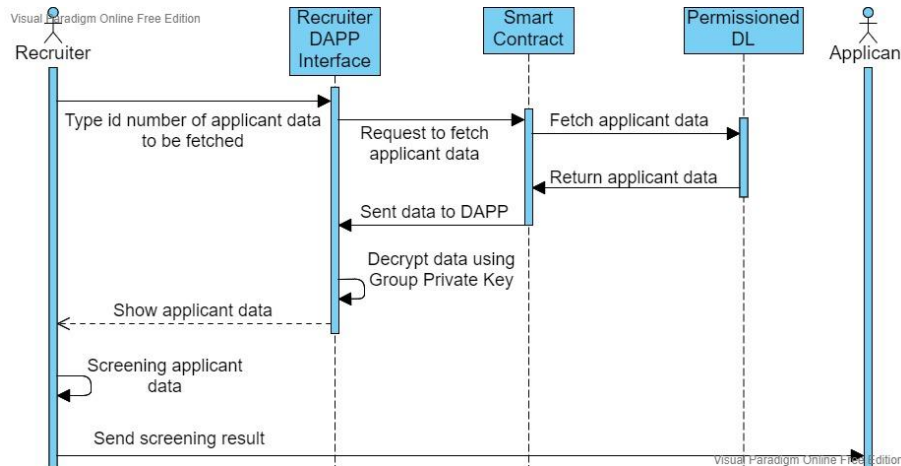 Visual Paradigm Online Free Edition
Recruiter
Recruiter
DAPP
Interface
Smart
Contract
Permissioned
DL
Applican
Type id number of applicant data
to be fetched
Request to fetch
applicant data
Fetch applicant data
Return applicant data
Sent data to DAPP
Decrypt data using
Group Private Key
Show applicant data
Screening applicant
data
Send screening result
Visual Paradigm Online Free Edition